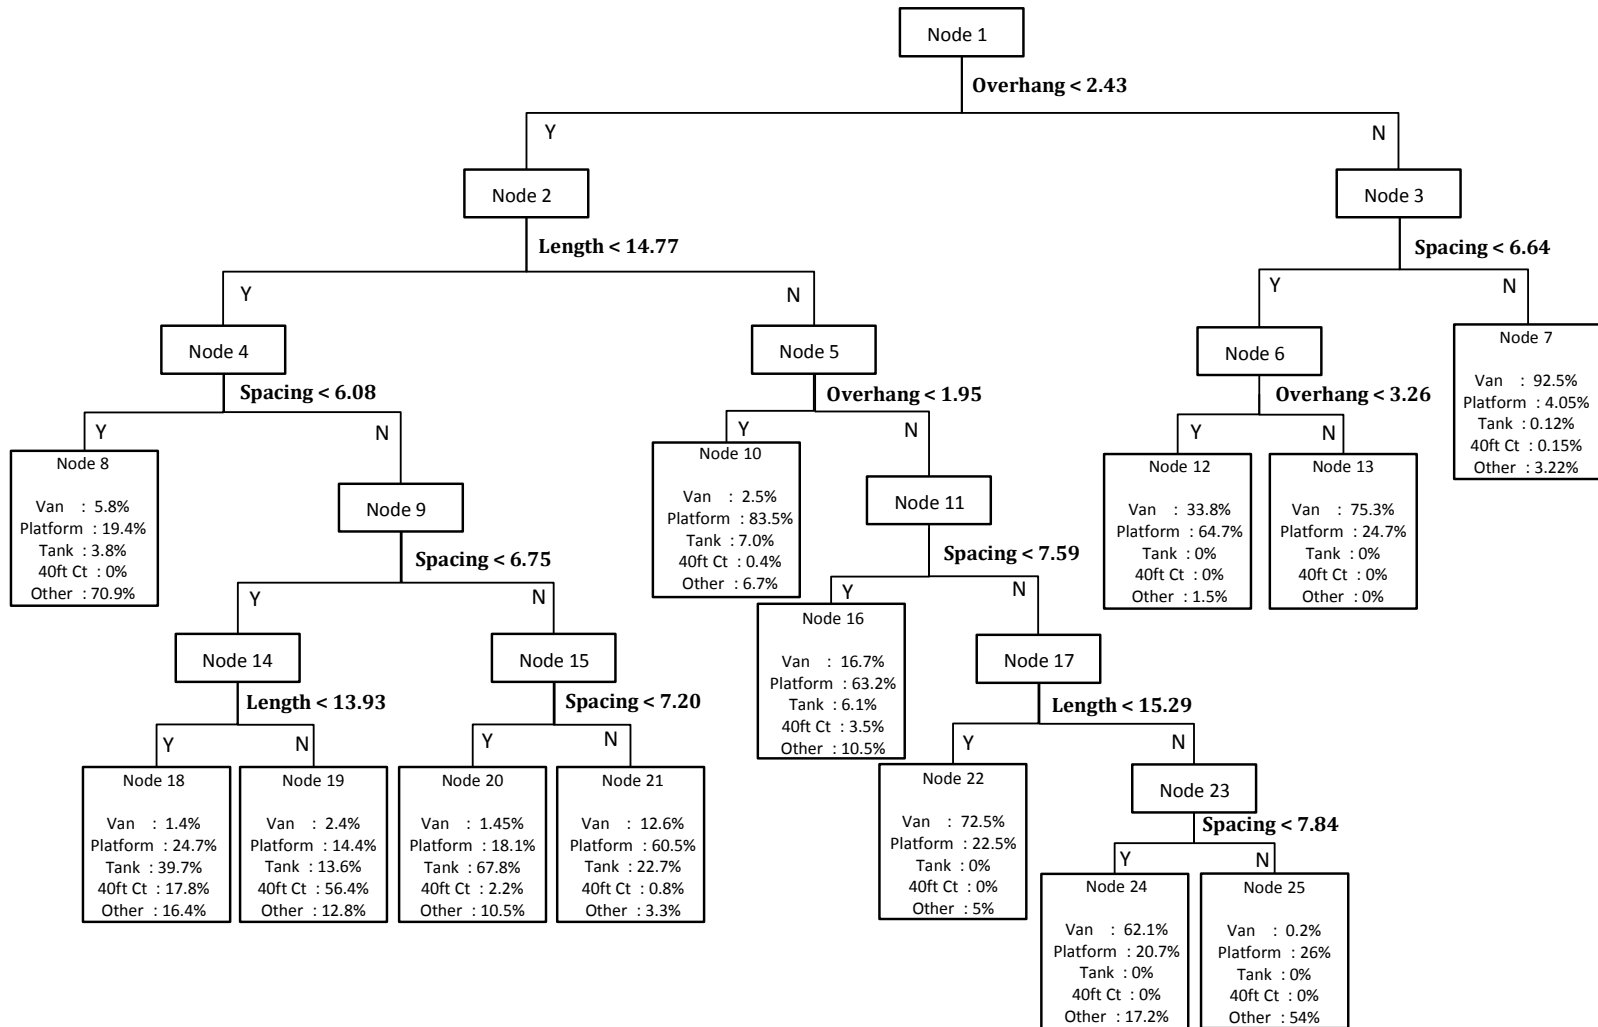 Node 1
Overhang < 2.43
Y
N
Node 2
Node 3
Length < 14.77
Spacing < 6.64
Y
N
Y
N
Node 4
Node 5
Node 6
Node 7
Van : 92.5%
Platform : 4.05%
Tank : 0.12%
40ft Ct : 0.15%
Other : 3.22%
Spacing < 6.08
Overhang < 1.95
Overhang < 3.26
Y
N
Y
N
Y
N
Node 8
Van : 5.8%
Platform : 19.4%
Tank : 3.8%
40ft Ct : 0%
Other : 70.9%
Node 9
Node 10
Van : 2.5%
Platform : 83.5%
Tank : 7.0%
40ft Ct : 0.4%
Other : 6.7%
Node 11
Node 12
Van : 33.8%
Platform : 64.7%
Tank : 0%
40ft Ct : 0%
Other : 1.5%
Node 13
Van : 75.3%
Platform : 24.7%
Tank : 0%
40ft Ct : 0%
Other : 0%
Spacing < 6.75
Spacing < 7.59
Y
N
Y
N
Node 14
Node 15
Node 16
Van : 16.7%
Platform : 63.2%
Tank : 6.1%
40ft Ct : 3.5%
Other : 10.5%
Node 17
Length < 13.93
Spacing < 7.20
Length < 15.29
Y
N
Y
N
Y
N
Node 18
Van : 1.4%
Platform : 24.7%
Tank : 39.7%
40ft Ct : 17.8%
Other : 16.4%
Node 19
Van : 2.4%
Platform : 14.4%
Tank : 13.6%
40ft Ct : 56.4%
Other : 12.8%
Node 20
Van : 1.45%
Platform : 18.1%
Tank : 67.8%
40ft Ct : 2.2%
Other : 10.5%
Node 21
Van : 12.6%
Platform : 60.5%
Tank : 22.7%
40ft Ct : 0.8%
Other : 3.3%
Node 22
Van : 72.5%
Platform : 22.5%
Tank : 0%
40ft Ct : 0%
Other : 5%
Node 23
Spacing < 7.84
Y
N
Node 24
Van : 62.1%
Platform : 20.7%
Tank : 0%
40ft Ct : 0%
Other : 17.2%
Node 25
Van : 0.2%
Platform : 26%
Tank : 0%
40ft Ct : 0%
Other : 54%